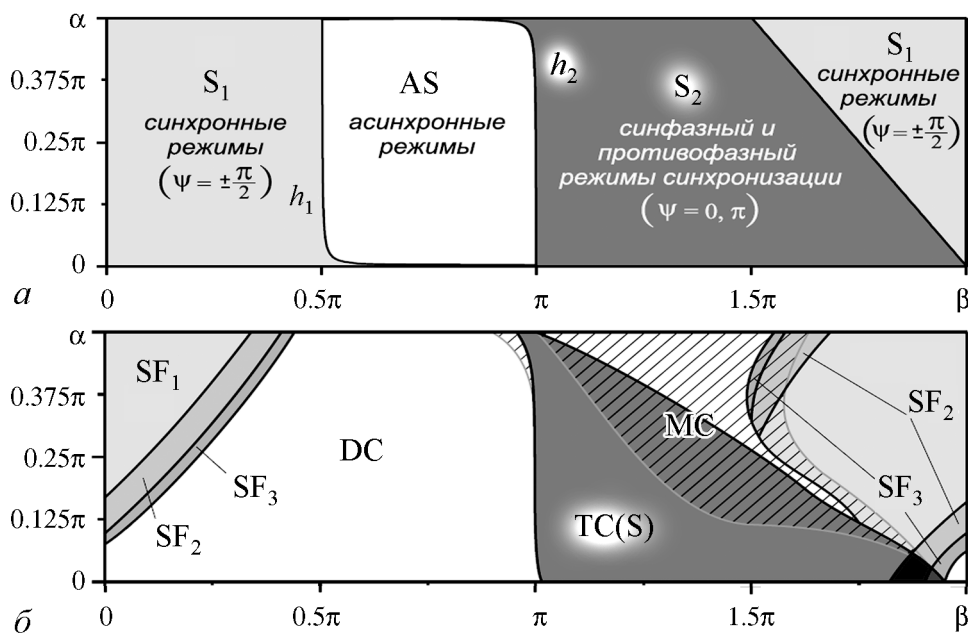 α
0.375π
0.25π
0.125π
0
а
S₁
синхронные
режимы
(ψ = ±π/2)
h₁
AS
асинхронные
режимы
h₂
S₂
синфазный и
противофазный
режимы синхронизации
(ψ = 0, π)
S₁
синхронные
режимы
(ψ = ±π/2)
0
0.5π
π
1.5π
β
α
0.375π
0.25π
0.125π
0
б
SF₁
SF₂
SF₃
DC
TC(S)
MC
SF₂
SF₃
0
0.5π
π
1.5π
β